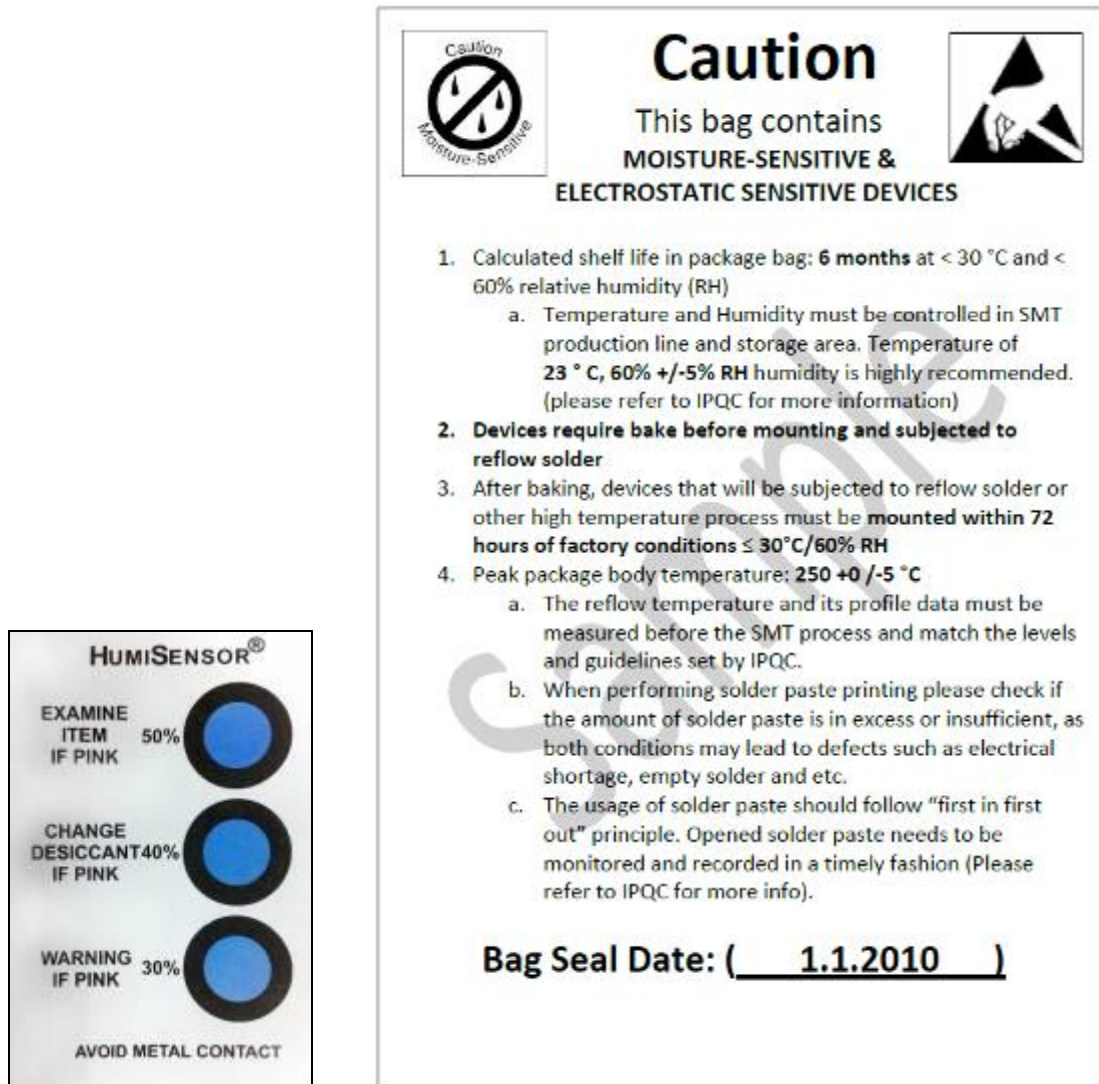 HUMISENSOR®
EXAMINE
ITEM 50%
IF PINK
CHANGE
DESICCANT40%
IF PINK
WARNING 30%
IF PINK
AVOID METAL CONTACT
Caution
Moisture-Sensitive
Caution
This bag contains
MOISTURE-SENSITIVE &
ELECTROSTATIC SENSITIVE DEVICES
1. Calculated shelf life in package bag: 6 months at < 30 °C and <
60% relative humidity (RH)
a. Temperature and Humidity must be controlled in SMT
production line and storage area. Temperature of
23 ° C, 60% +/-5% RH humidity is highly recommended.
(please refer to IPQC for more information)
2. Devices require bake before mounting and subjected to
reflow solder
3. After baking, devices that will be subjected to reflow solder or
other high temperature process must be mounted within 72
hours of factory conditions ≤ 30°C/60% RH
4. Peak package body temperature: 250 +0 /-5 °C
a. The reflow temperature and its profile data must be
measured before the SMT process and match the levels
and guidelines set by IPQC.
b. When performing solder paste printing please check if
the amount of solder paste is in excess or insufficient, as
both conditions may lead to defects such as electrical
shortage, empty solder and etc.
c. The usage of solder paste should follow “first in first
out” principle. Opened solder paste needs to be
monitored and recorded in a timely fashion (Please
refer to IPQC for more info).
Bag Seal Date: ( 1.1.2010 )
Sample